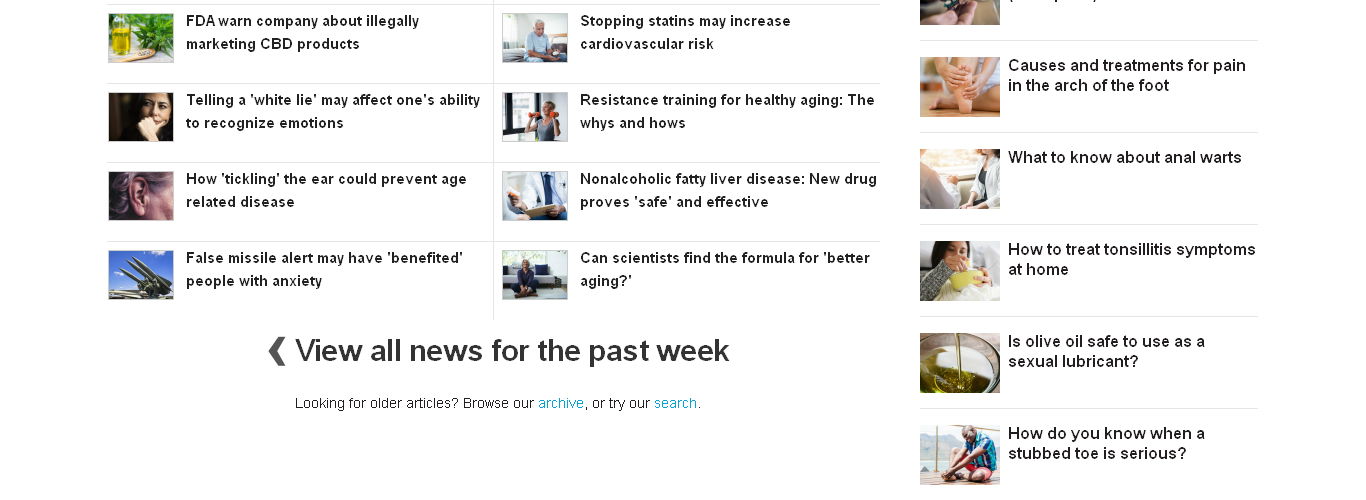 FDA warn company about illegally
marketing CBD products
Stopping statins may increase
cardiovascular risk
Telling a 'white lie' may affect one's ability
to recognize emotions
Resistance training for healthy aging: The
whys and hows
How 'tickling' the ear could prevent age
related disease
Nonalcoholic fatty liver disease: New drug
proves 'safe' and effective
False missile alert may have 'benefited'
people with anxiety
Can scientists find the formula for 'better
aging?'
❮ View all news for the past week
Looking for older articles? Browse our archive, or try our search.
Causes and treatments for pain
in the arch of the foot
What to know about anal warts
How to treat tonsillitis symptoms
at home
Is olive oil safe to use as a
sexual lubricant?
How do you know when a
stubbed toe is serious?